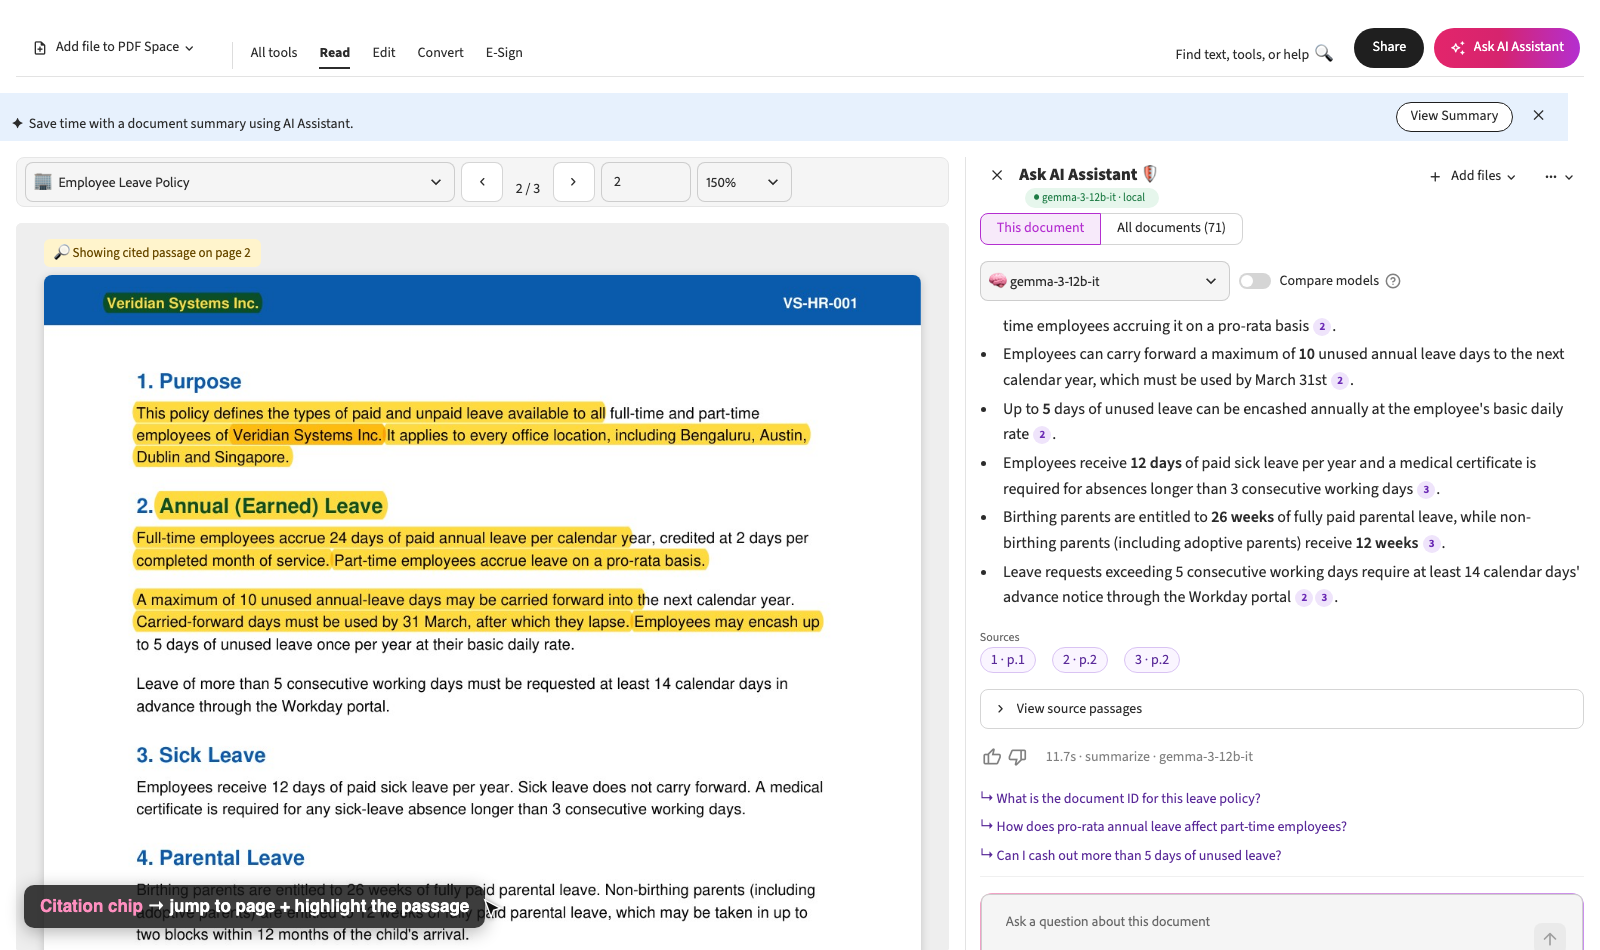 Add file to PDF Space
All tools
Read
Edit
Convert
E-Sign
Find text, tools, or help
Share
Ask AI Assistant
Save time with a document summary using AI Assistant.
View Summary
Employee Leave Policy
2 / 3
2
150%
Showing cited passage on page 2
Veridian Systems Inc.
VS-HR-001
1. Purpose
This policy defines the types of paid and unpaid leave available to all full-time and part-time
employees of Veridian Systems Inc. It applies to every office location, including Bengaluru, Austin,
Dublin and Singapore.
2. Annual (Earned) Leave
Full-time employees accrue 24 days of paid annual leave per calendar year, credited at 2 days per
completed month of service. Part-time employees accrue leave on a pro-rata basis.
A maximum of 10 unused annual-leave days may be carried forward into the next calendar year.
Carried-forward days must be used by 31 March, after which they lapse. Employees may encash up
to 5 days of unused leave once per year at their basic daily rate.
Leave of more than 5 consecutive working days must be requested at least 14 calendar days in
advance through the Workday portal.
3. Sick Leave
Employees receive 12 days of paid sick leave per year. Sick leave does not carry forward. A medical
certificate is required for any sick-leave absence longer than 3 consecutive working days.
4. Parental Leave
Birthing parents are entitled to 26 weeks of fully paid parental leave. Non-birthing parents (including
adoptive parents) are entitled to 12 weeks of fully paid parental leave, which may be taken in up to
two blocks within 12 months of the child's arrival.
Citation chip → jump to page + highlight the passage
Ask AI Assistant
gemma-3-12b-it · local
Add files
This document
All documents (71)
gemma-3-12b-it
Compare models
time employees accruing it on a pro-rata basis 2 .
Employees can carry forward a maximum of 10 unused annual leave days to the next
calendar year, which must be used by March 31st 2 .
Up to 5 days of unused leave can be encashed annually at the employee's basic daily
rate 2 .
Employees receive 12 days of paid sick leave per year and a medical certificate is
required for absences longer than 3 consecutive working days 3 .
Birthing parents are entitled to 26 weeks of fully paid parental leave, while non-
birthing parents (including adoptive parents) receive 12 weeks 3 .
Leave requests exceeding 5 consecutive working days require at least 14 calendar days'
advance notice through the Workday portal 2 3 .
Sources
1 · p.1
2 · p.2
3 · p.2
View source passages
11.7s · summarize · gemma-3-12b-it
What is the document ID for this leave policy?
How does pro-rata annual leave affect part-time employees?
Can I cash out more than 5 days of unused leave?
Ask a question about this document